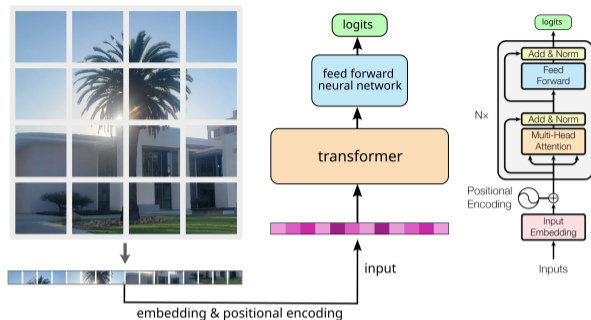 logits
feed forward
neural network
transformer
input
embedding & positional encoding
logits
Add & Norm
Feed
Forward
N×
Add & Norm
Multi-Head
Attention
Positional
Encoding
Input
Embedding
Inputs